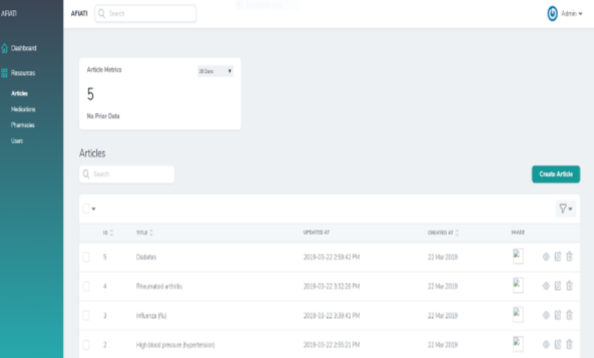 AFIATI
AFIATI
Search
Admin
Dashboard
Resources
Articles
Medications
Pharmacies
Users
Article Metrics
30 Days
5
No Prior Data
Articles
Search
Create Article
ID TITLE UPDATED AT CREATED AT IMAGE
5 Diabetes 2019-03-22 2:59:42 PM 22 Mar 2019
4 Rheumatoid arthritis 2019-03-22 3:32:26 PM 22 Mar 2019
3 Influenza (flu) 2019-03-22 3:39:41 PM 22 Mar 2019
2 High blood pressure (hypertension) 2019-03-22 2:55:21 PM 22 Mar 2019